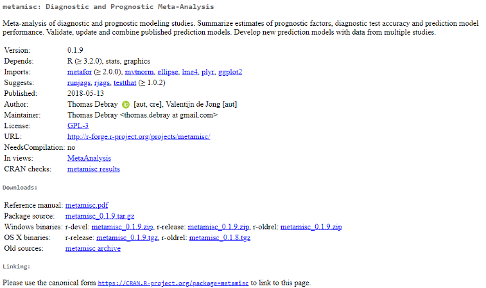 metamisc: Diagnostic and Prognostic Meta-Analysis
Meta-analysis of diagnostic and prognostic modeling studies. Summarize estimates of prognostic factors, diagnostic test accuracy and prediction model
performance. Validate, update and combine published prediction models. Develop new prediction models with data from multiple studies.
Version: 0.1.9
Depends: R (≥ 3.2.0), stats, graphics
Imports: metafor (≥ 2.0.0), mvtnorm, ellipse, lme4, plyr, ggplot2
Suggests: runjags, rjags, testthat (≥ 1.0.2)
Published: 2018-05-13
Author: Thomas Debray [aut, cre], Valentijn de Jong [aut]
Maintainer: Thomas Debray <thomas.debray at gmail.com>
License: GPL-3
URL: http://r-forge.r-project.org/projects/metamisc/
NeedsCompilation: no
In views: MetaAnalysis
CRAN checks: metamisc results
Downloads:
Reference manual: metamisc.pdf
Package source: metamisc_0.1.9.tar.gz
Windows binaries: r-devel: metamisc_0.1.9.zip, r-release: metamisc_0.1.9.zip, r-oldrel: metamisc_0.1.9.zip
OS X binaries: r-release: metamisc_0.1.9.tgz, r-oldrel: metamisc_0.1.8.tgz
Old sources: metamisc archive
Linking:
Please use the canonical form https://CRAN.R-project.org/package=metamisc to link to this page.